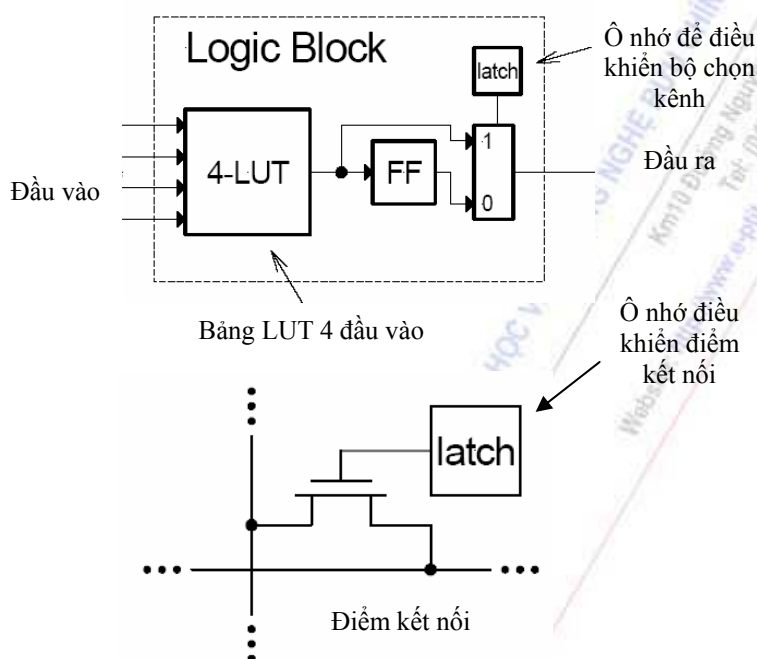 Logic Block
latch
Ô nhớ để điều
khiển bộ chọn
kênh
4-LUT
FF
1
0
Đầu vào
Đầu ra
Bảng LUT 4 đầu vào
Ô nhớ điều
khiển điểm
kết nối
latch
Điểm kết nối